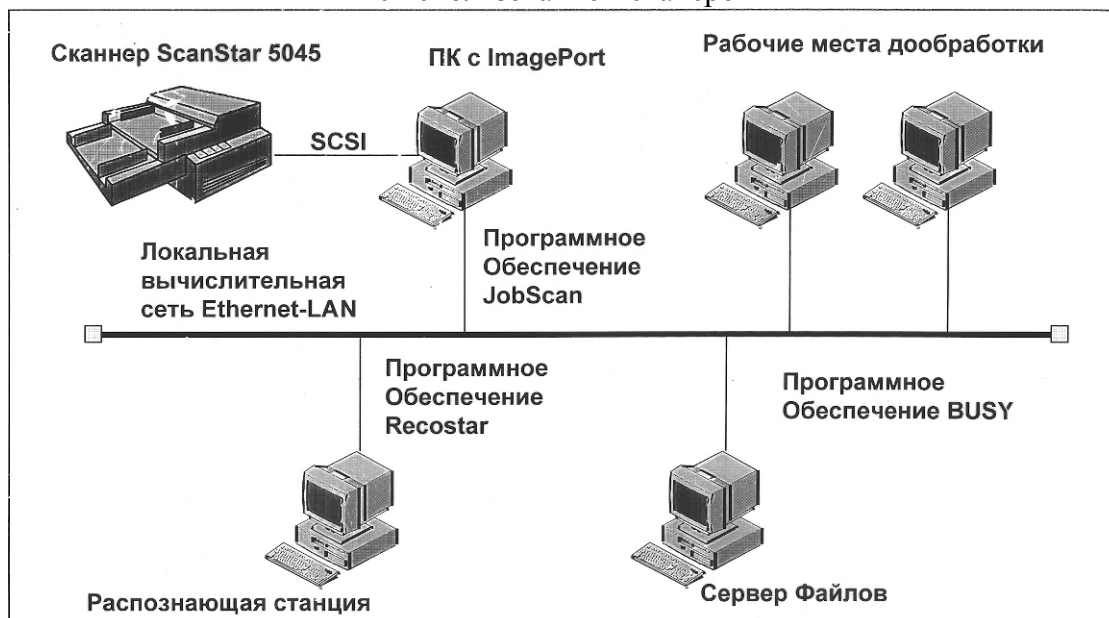 Сканнер ScanStar 5045
ПК с ImagePort
Рабочие места дообработки
SCSI
Локальная
вычислительная
сеть Ethernet-LAN
Программное
Обеспечение
JobScan
Программное
Обеспечение
Recostar
Программное
Обеспечение BUSY
Распознающая станция
Сервер Файлов